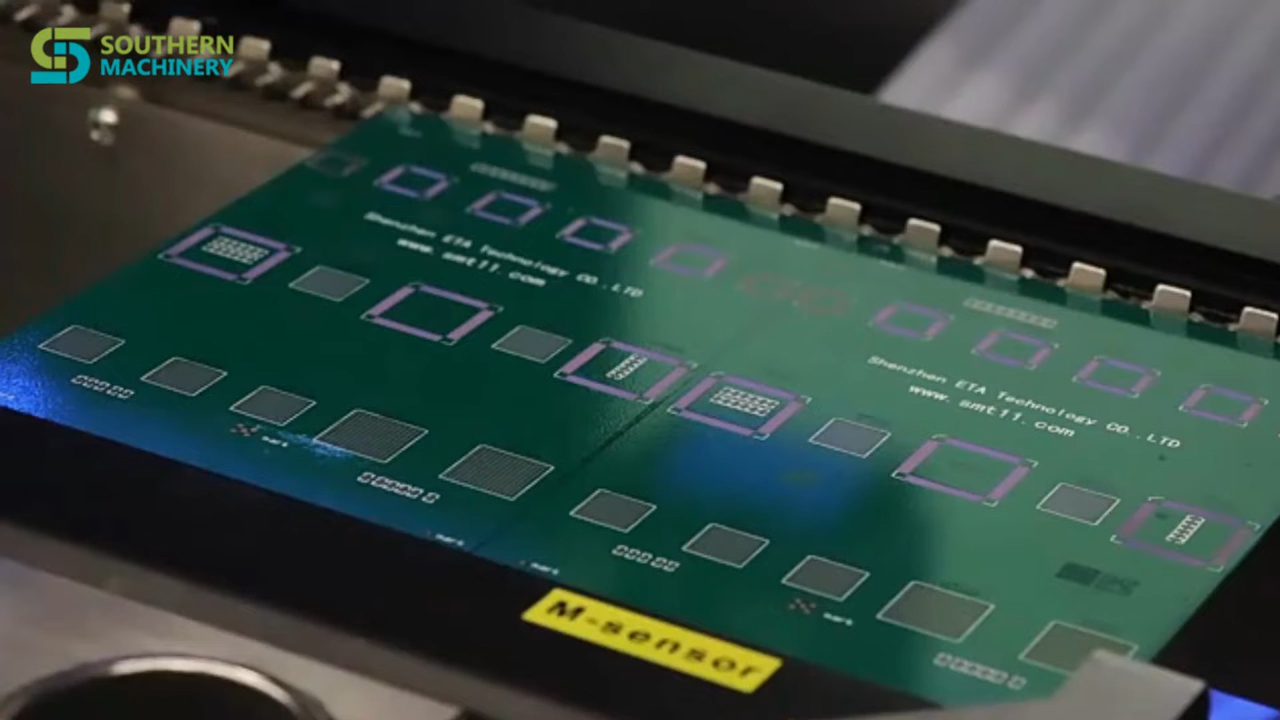 SOUTHERN
MACHINERY
Shenzhen ETA Technology CO.,LTD
www. smt11. com
Shenzhen ETA Technology CO.,LTD
www. smt11. com
M-sensor